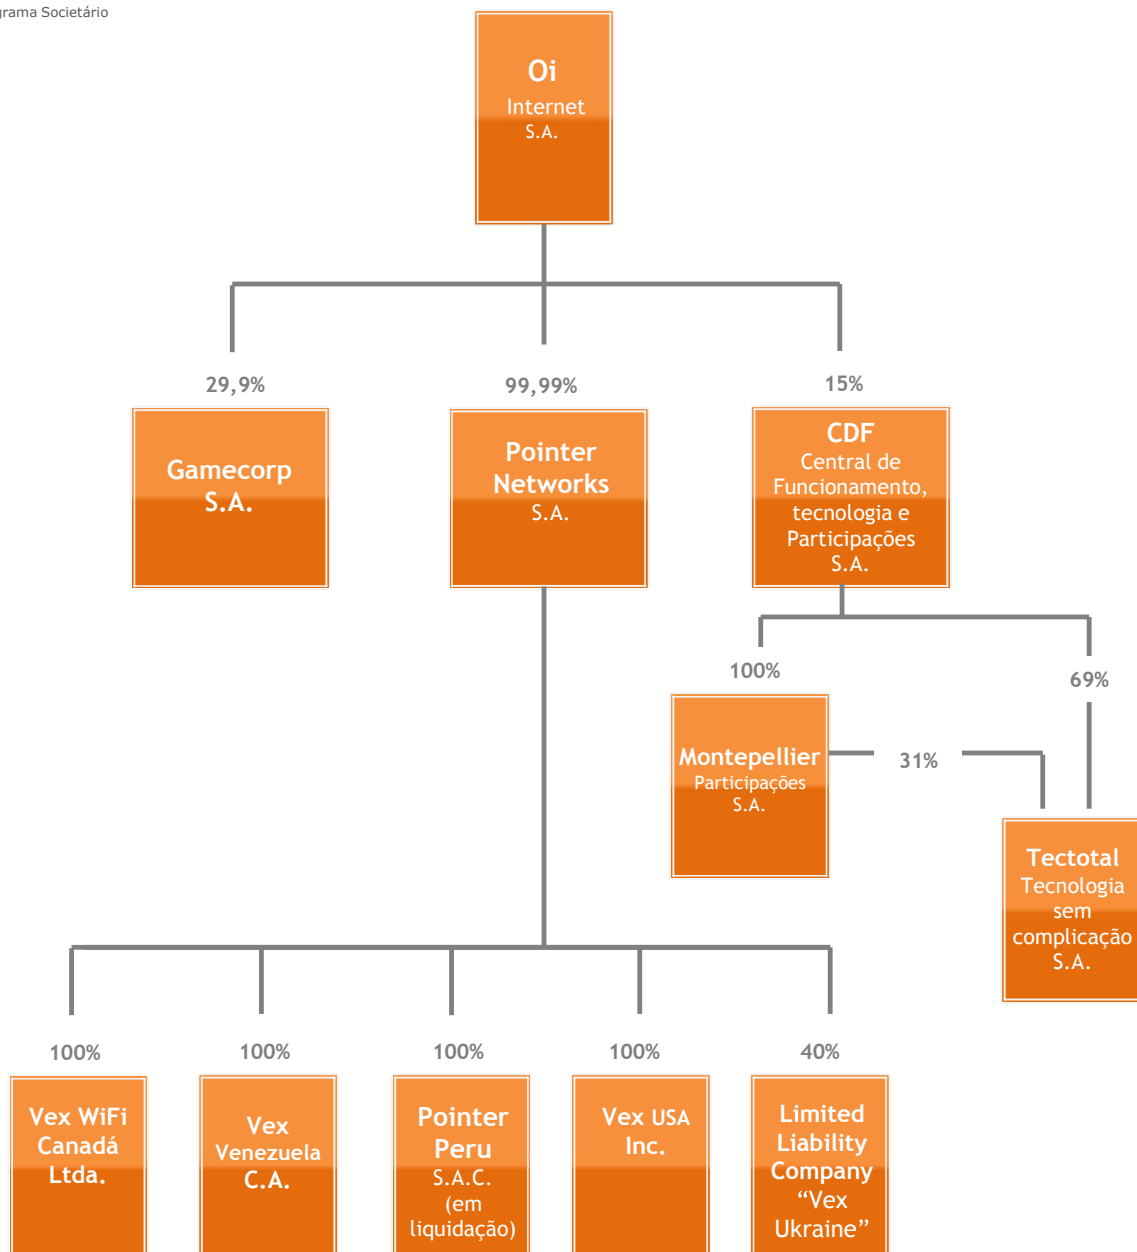 Societário
Oi
Internet
S.A.
29,9%
99,99%
15%
Gamecorp
S.A.
Pointer
Networks
S.A.
CDF
Central de
Funcionamento,
tecnologia e
Participações
S.A.
100%
69%
Montepellier
Participações
S.A.
31%
Tectotal
Tecnologia
sem
complicação
S.A.
100%
100%
100%
100%
40%
Vex WiFi
Canadá
Ltda.
Vex
Venezuela
C.A.
Pointer
Peru
S.A.C.
(em
liquidação)
Vex USA
Inc.
Limited
Liability
Company
“Vex
Ukraine”